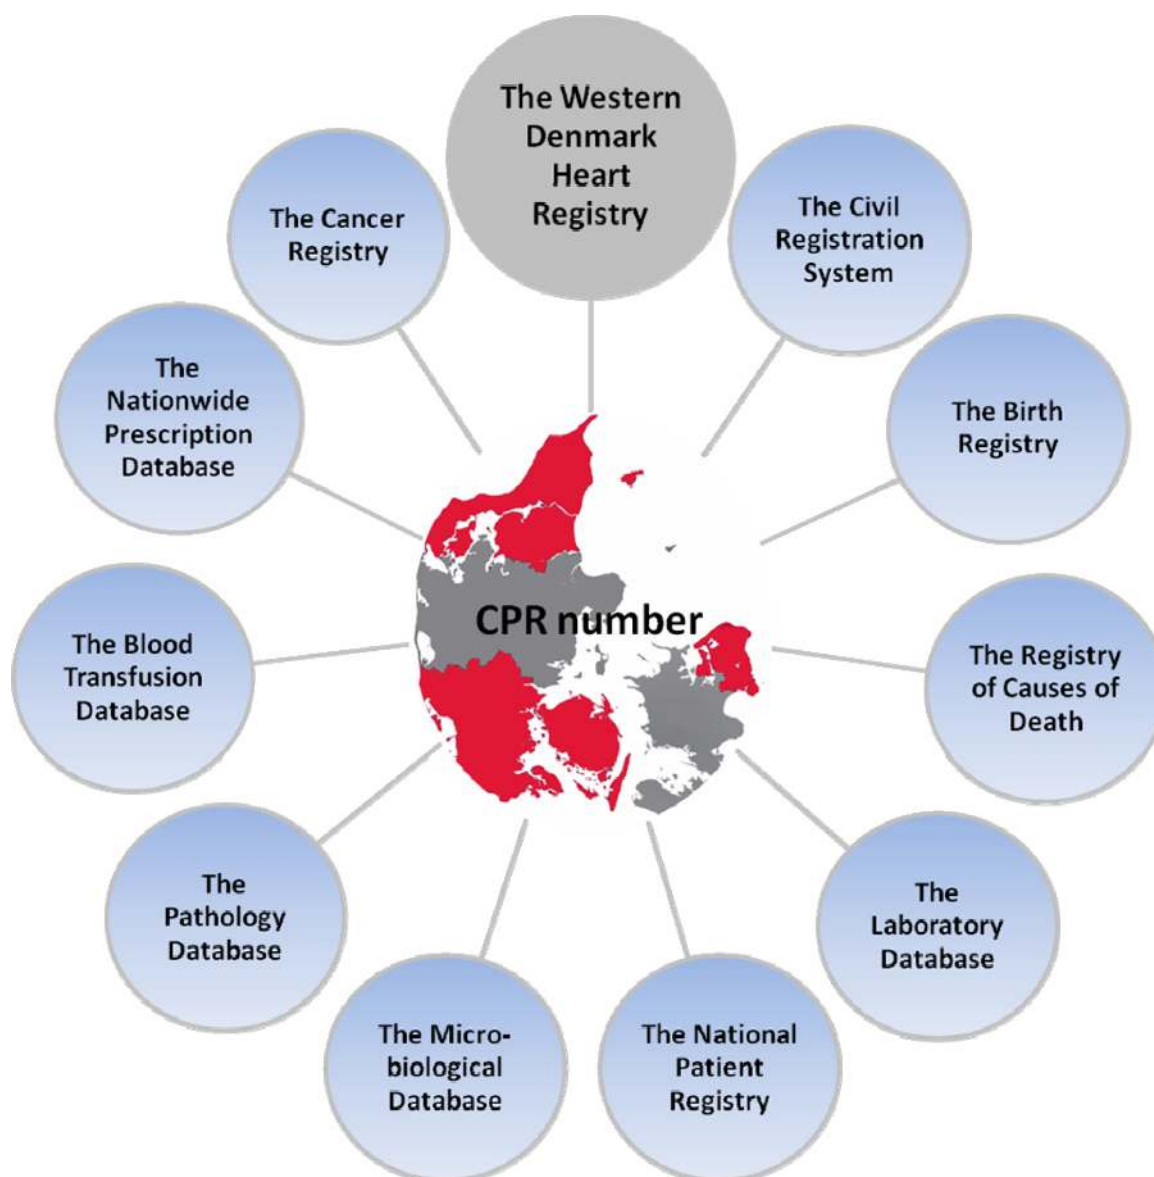 The Western
Denmark
Heart
Registry
The Civil
Registration
System
The Birth
Registry
The Registry
of Causes of
Death
The
Laboratory
Database
The National
Patient
Registry
The Micro-
biological
Database
The
Pathology
Database
The Blood
Transfusion
Database
The
Nationwide
Prescription
Database
The Cancer
Registry
CPR number